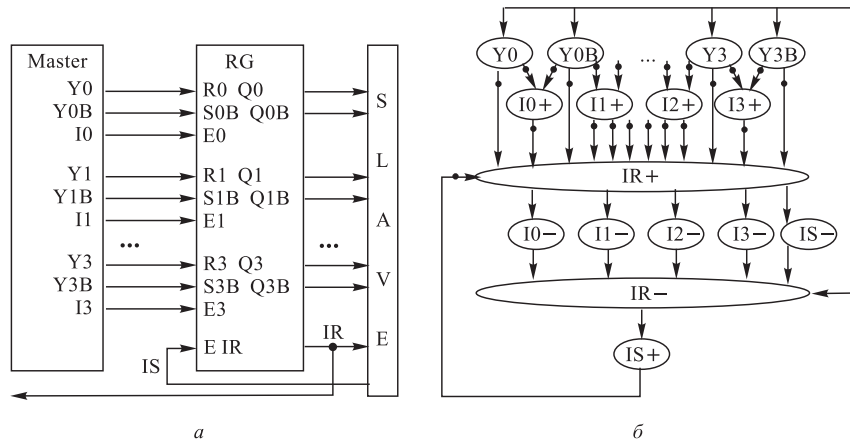 Master
RG
Y0
R0 Q0
Y0B
S0B Q0B
I0
E0
Y1
R1 Q1
Y1B
S1B Q1B
I1
E1
...
...
Y3
R3 Q3
Y3B
S3B Q3B
I3
E3
E IR
IR
IS
S
L
A
V
E
а
Y0
Y0B
...
Y3
Y3B
I0+
I1+
I2+
I3+
IR+
I0−
I1−
I2−
I3−
IS−
IR−
IS+
б